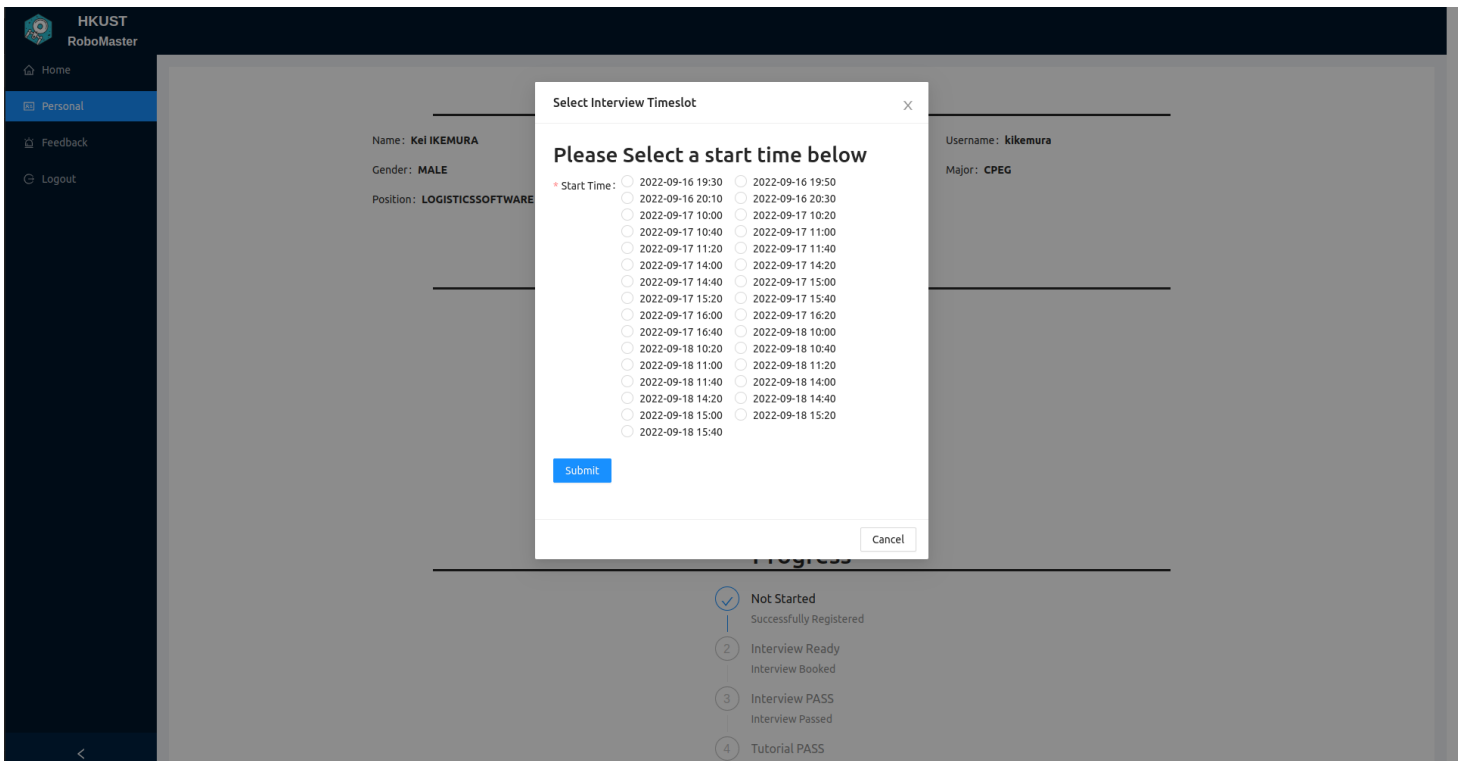 HKUST
RoboMaster
Home
Personal
Feedback
Logout
Name: Kei IKEMURA
Gender: MALE
Position: LOGISTICSSOFTWARE
Username: kikemura
Major: CPEG
Select Interview Timeslot
Please Select a start time below
* Start Time: 2022-09-16 19:30 2022-09-16 19:50
2022-09-16 20:10 2022-09-16 20:30
2022-09-17 10:00 2022-09-17 10:20
2022-09-17 10:40 2022-09-17 11:00
2022-09-17 11:20 2022-09-17 11:40
2022-09-17 14:00 2022-09-17 14:20
2022-09-17 14:40 2022-09-17 15:00
2022-09-17 15:20 2022-09-17 15:40
2022-09-17 16:00 2022-09-17 16:20
2022-09-17 16:40 2022-09-18 10:00
2022-09-18 10:20 2022-09-18 10:40
2022-09-18 11:00 2022-09-18 11:20
2022-09-18 11:40 2022-09-18 14:00
2022-09-18 14:20 2022-09-18 14:40
2022-09-18 15:00 2022-09-18 15:20
2022-09-18 15:40
Submit
Cancel
Progress
Not Started
Successfully Registered
2 Interview Ready
Interview Booked
3 Interview PASS
Interview Passed
4 Tutorial PASS